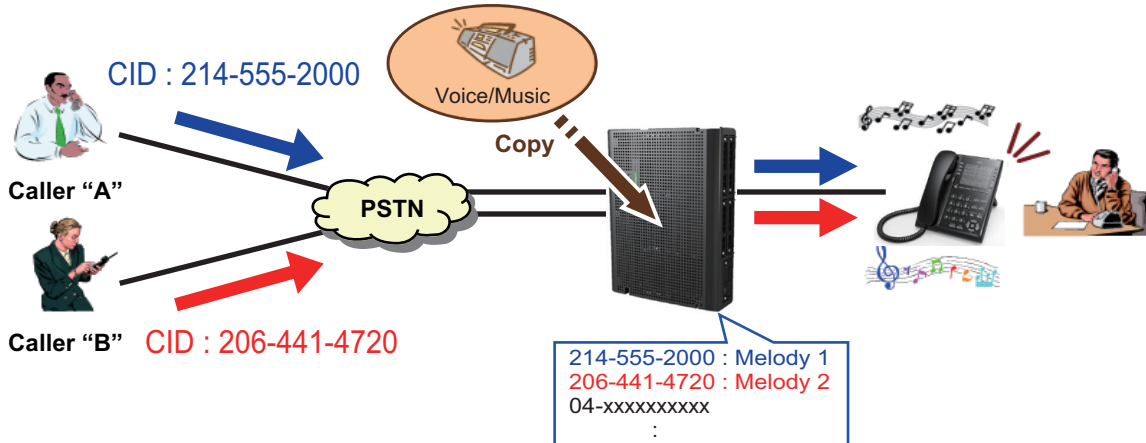 CID : 214-555-2000
Voice/Music
Copy
Caller “A”
PSTN
Caller “B”
CID : 206-441-4720
214-555-2000 : Melody 1
206-441-4720 : Melody 2
04-xxxxxxxxxx
: